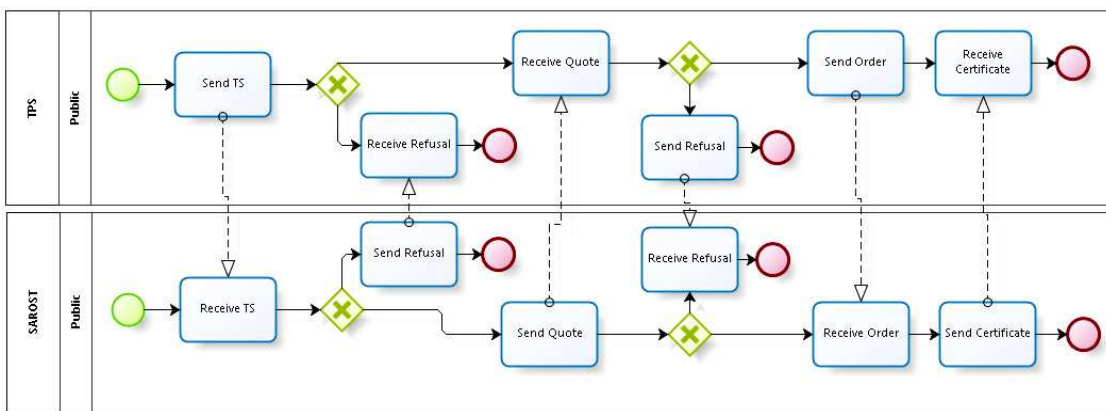 TPS
Public
Send TS
Receive Refusal
Receive Quote
Send Refusal
Send Order
Receive
Certificate
SAROST
Public
Receive TS
Send Refusal
Send Quote
Receive Refusal
Receive Order
Send Certificate